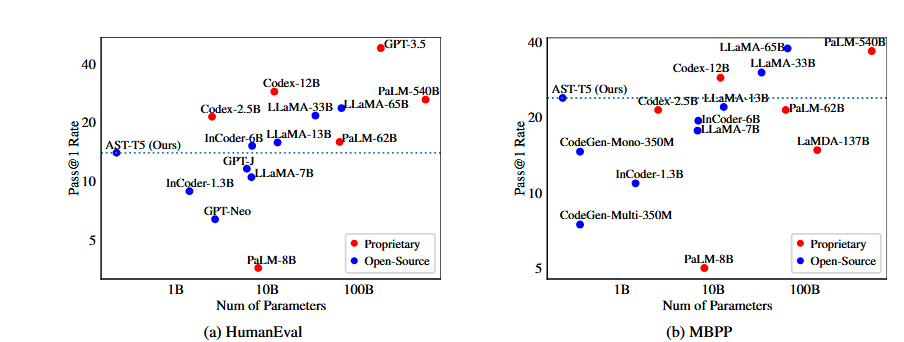 GPT-3.5
40
Codex-12B
PaLM-540B
LLaMA-33B
LLaMA-65B
Codex-2.5B
20
InCoder-6B
LLaMA-13B
PaLM-62B
AST-T5 (Ours)
GPT-J
LLaMA-7B
10
InCoder-1.3B
GPT-Neo
5
PaLM-8B
Proprietary
Open-Source
Pass@1 Rate
1B 10B 100B
Num of Parameters
(a) HumanEval
40
LLaMA-65B
PaLM-540B
Codex-12B
LLaMA-33B
AST-T5 (Ours)
Codex-2.5B
LLaMA-13B
PaLM-62B
20
InCoder-6B
LLaMA-7B
CodeGen-Mono-350M
LaMDA-137B
InCoder-1.3B
10
CodeGen-Multi-350M
PaLM-8B
5
Proprietary
Open-Source
Pass@1 Rate
1B 10B 100B
Num of Parameters
(b) MBPP